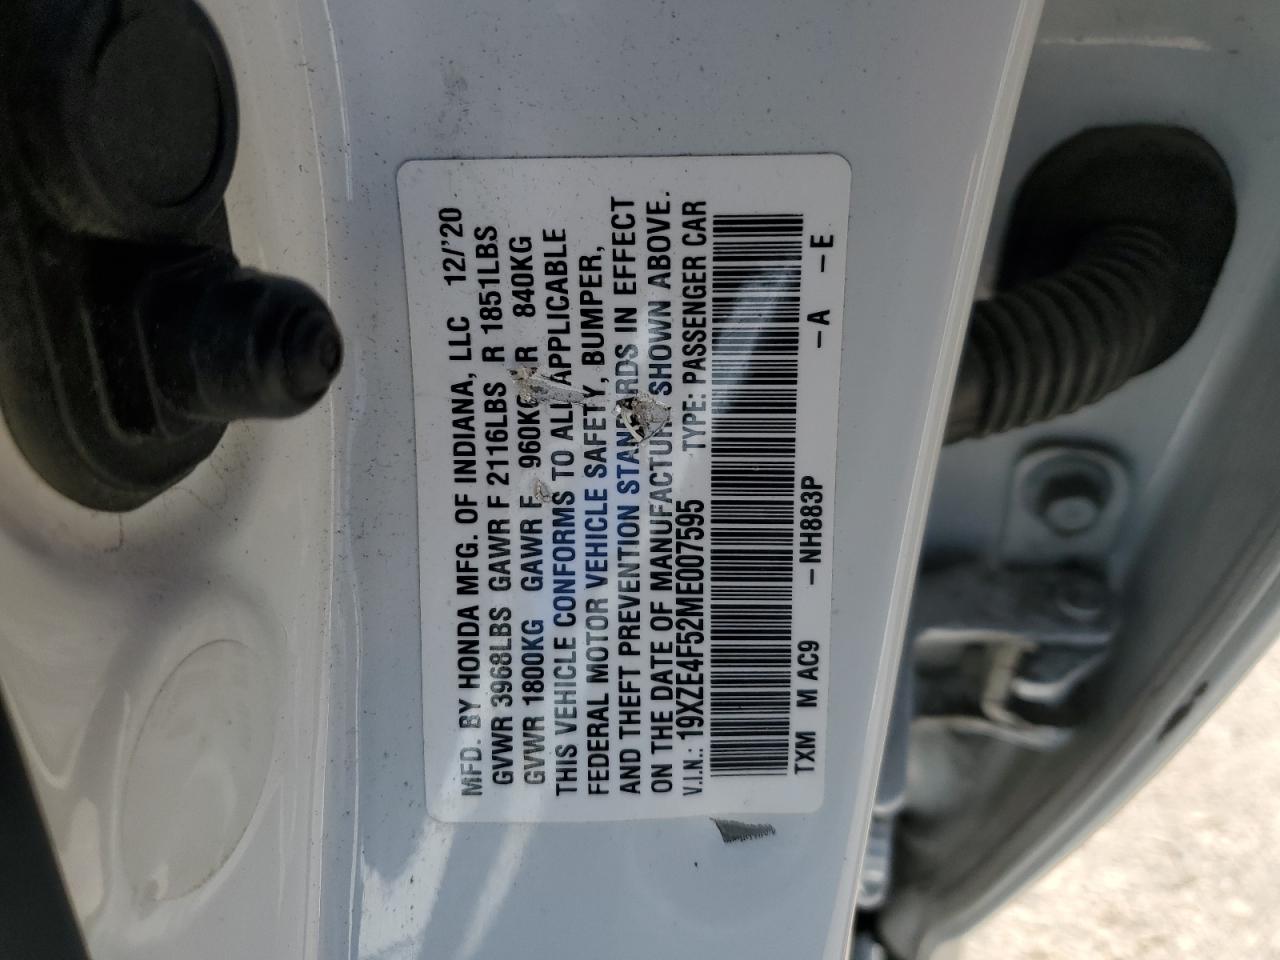 MFD. BY HONDA MFG. OF INDIANA, LLC 12/'20
GVWR 3968LBS GAWR F 2116LBS R 1851LBS
GVWR 1800KG GAWR F 960KG R 840KG
THIS VEHICLE CONFORMS TO ALL APPLICABLE
FEDERAL MOTOR VEHICLE SAFETY, BUMPER,
AND THEFT PREVENTION STANDARDS IN EFFECT
ON THE DATE OF MANUFACTURE SHOWN ABOVE.
V.I.N.: 19XZE4F52ME007595 TYPE: PASSENGER CAR
TXM M AC9 -NH883P -A -E